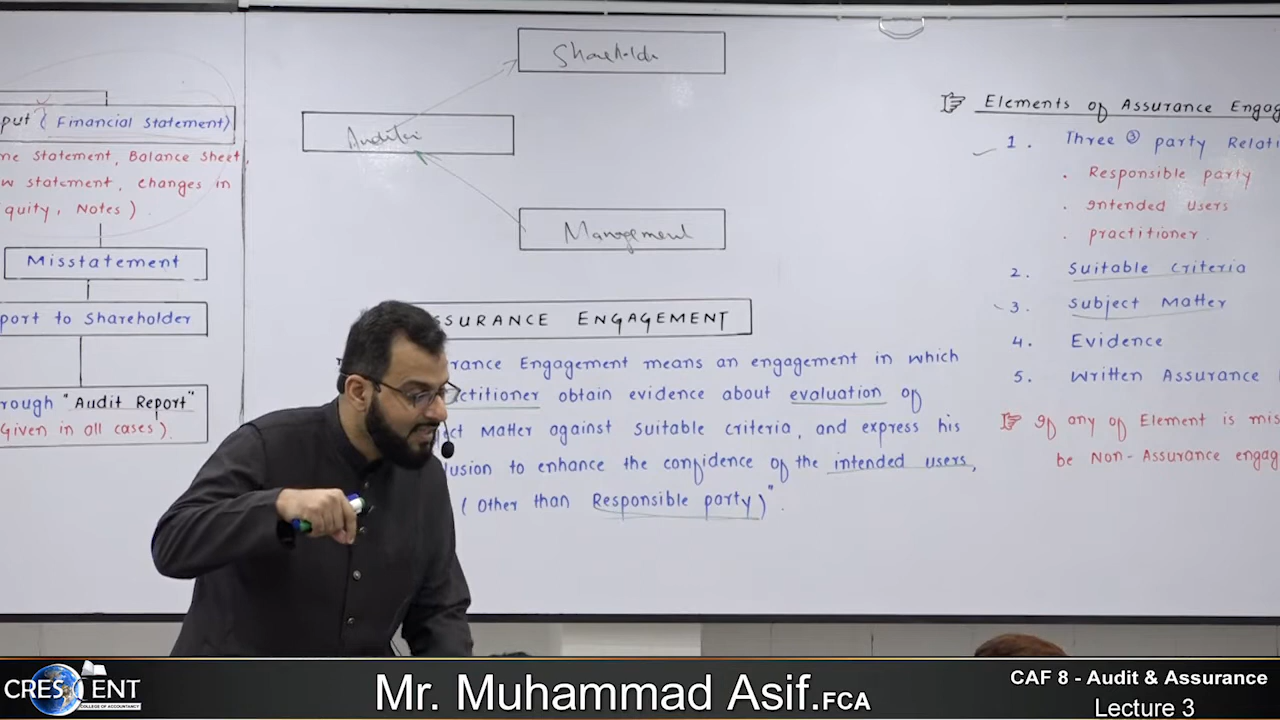 put ( Financial Statement)
me Statement, Balance Sheet,
w statement, changes in
quity, Notes ) .
Misstatement
port to Shareholder
rough "Audit Report"
Given in all cases').
Auditor
Management
ASSURANCE ENGAGEMENT
rance Engagement means an engagement in which
ctitioner obtain evidence about evaluation of
ct Matter against suitable criteria, and express his
lusion to enhance the confidence of the intended users,
( Other than Responsible party)".
☞ Elements of Assurance Engag
1. Three ③ party Relati
. Responsible party
. Intended Users
. practitioner.
2. Suitable criteria
3. Subject Matter
4. Evidence
5. Written Assurance
☞ If any of Element is mis
be Non-Assurance engag
CRESCENT
COLLEGE OF ACCOUNTANCY
Mr. Muhammad Asif.FCA
CAF 8 - Audit & Assurance
Lecture 3